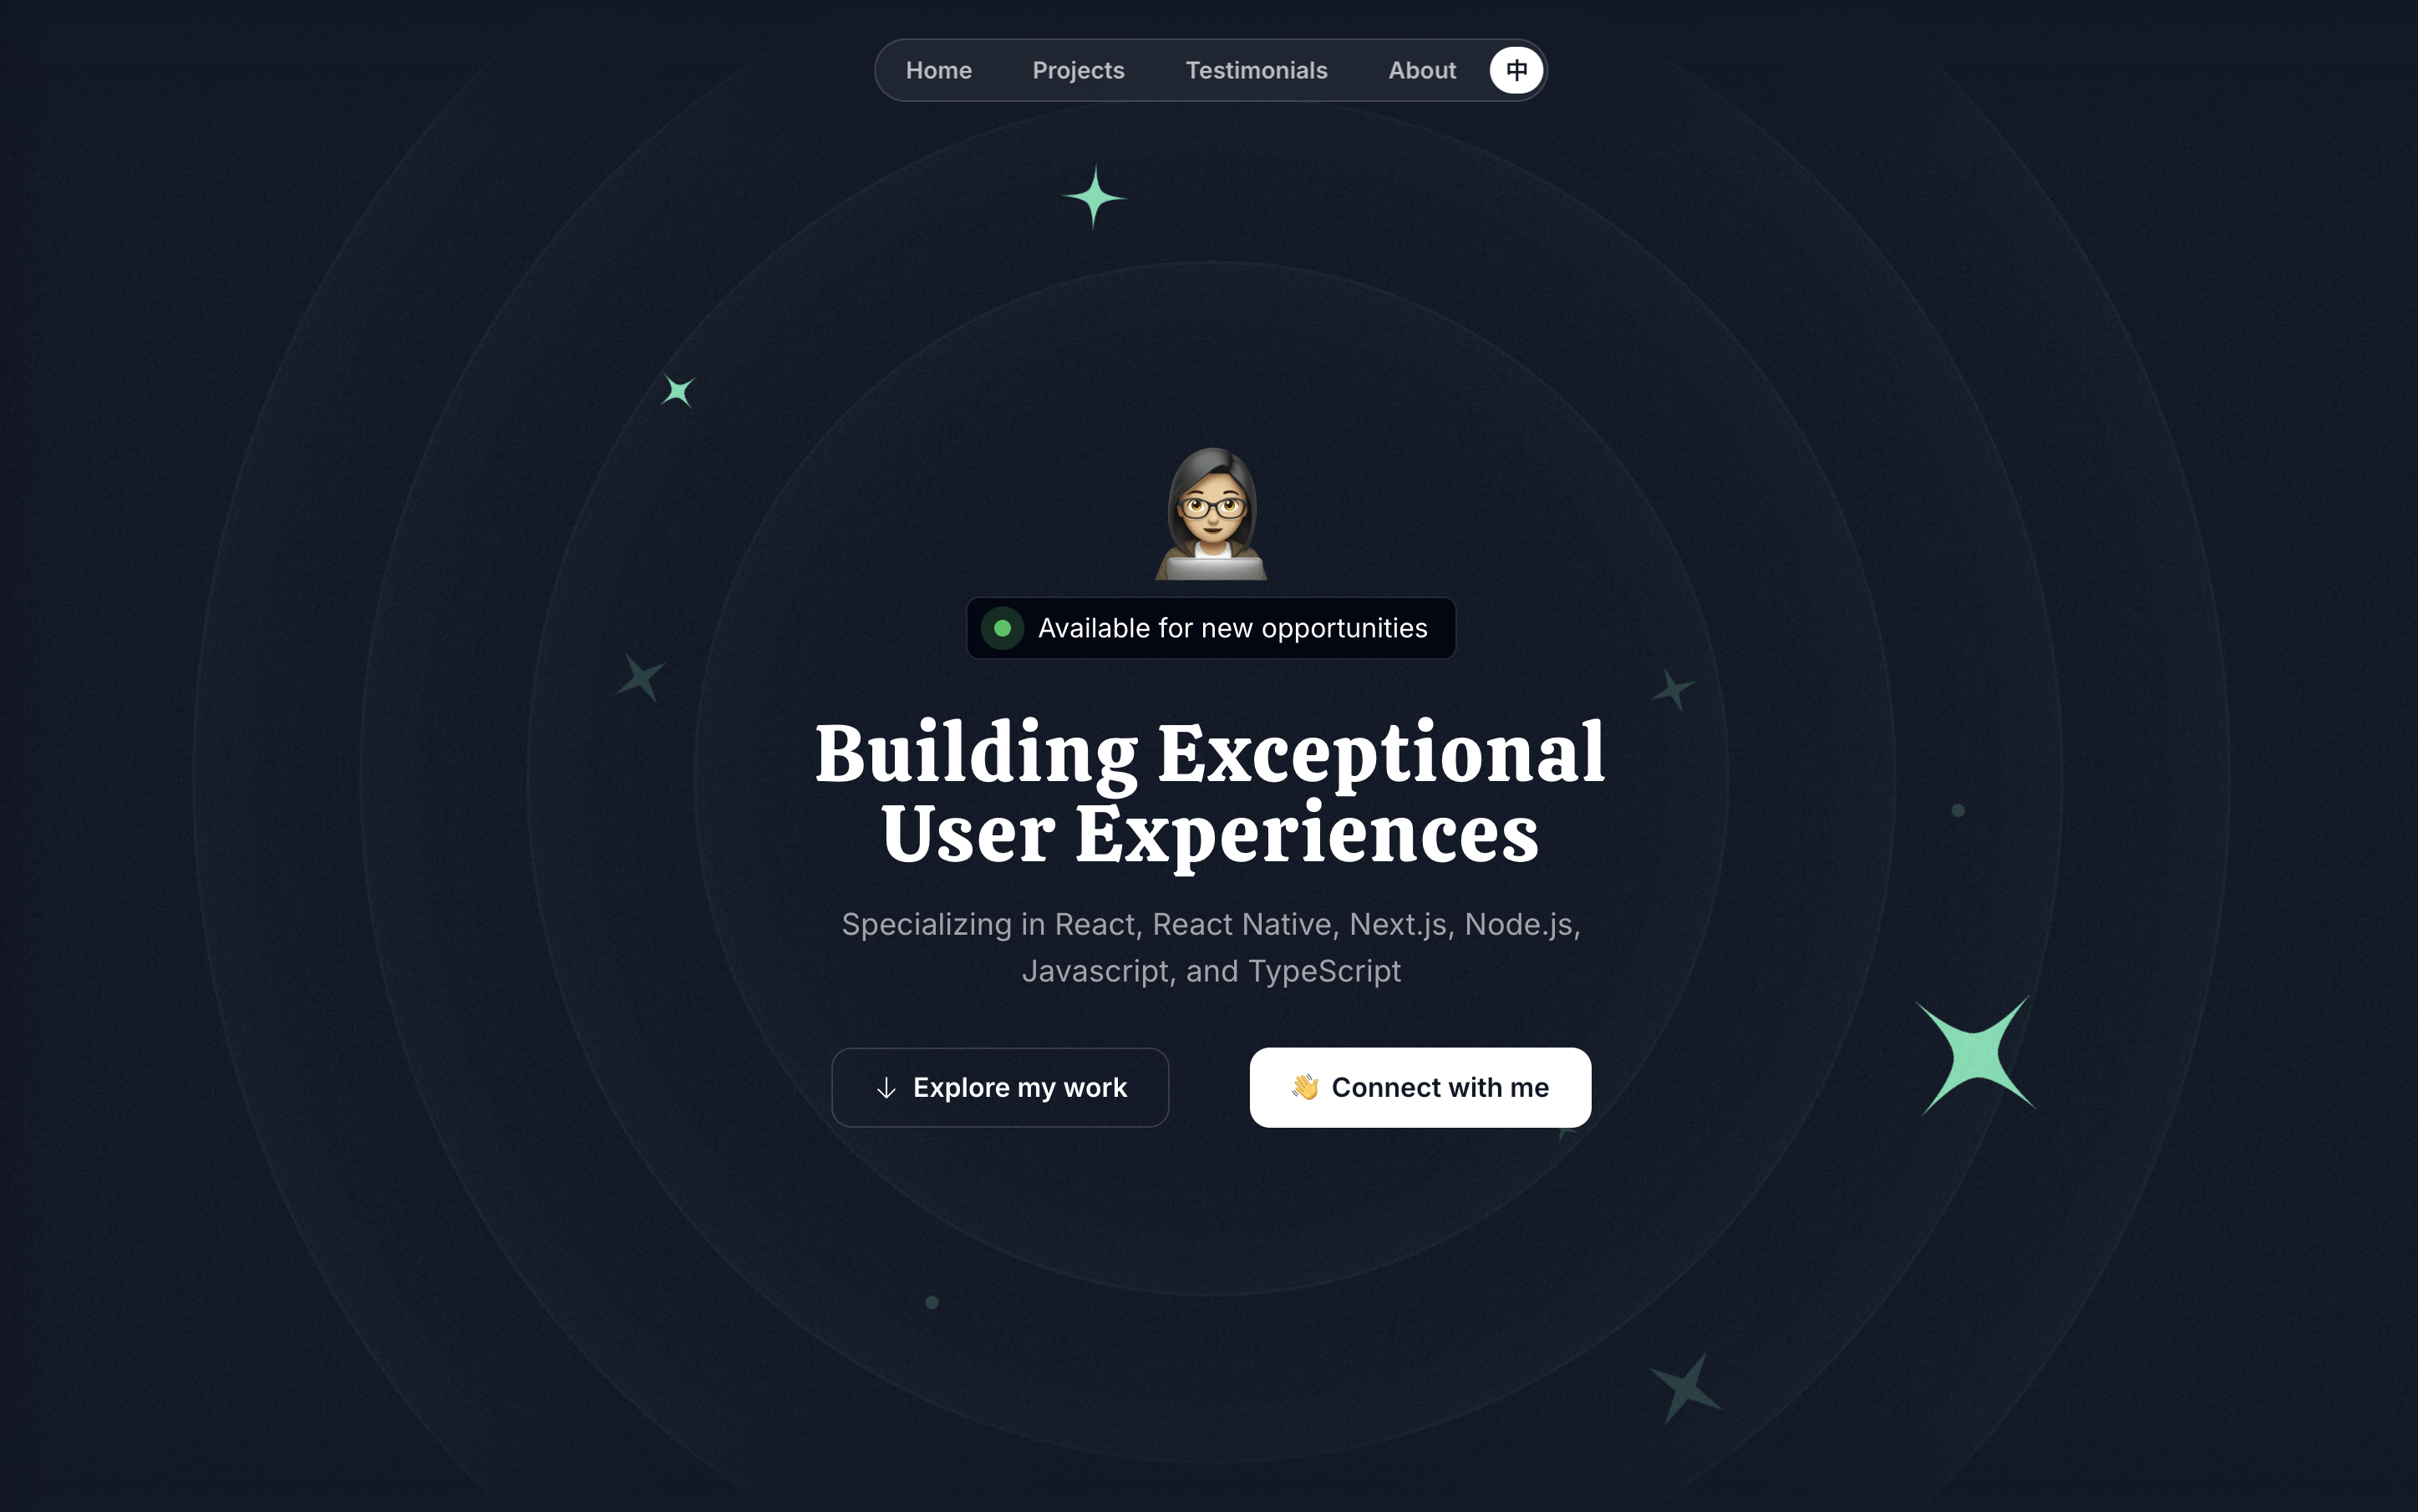 Home Projects Testimonials About 中
Available for new opportunities
Building Exceptional
User Experiences
Specializing in React, React Native, Next.js, Node.js,
Javascript, and TypeScript
↓ Explore my work
👋 Connect with me